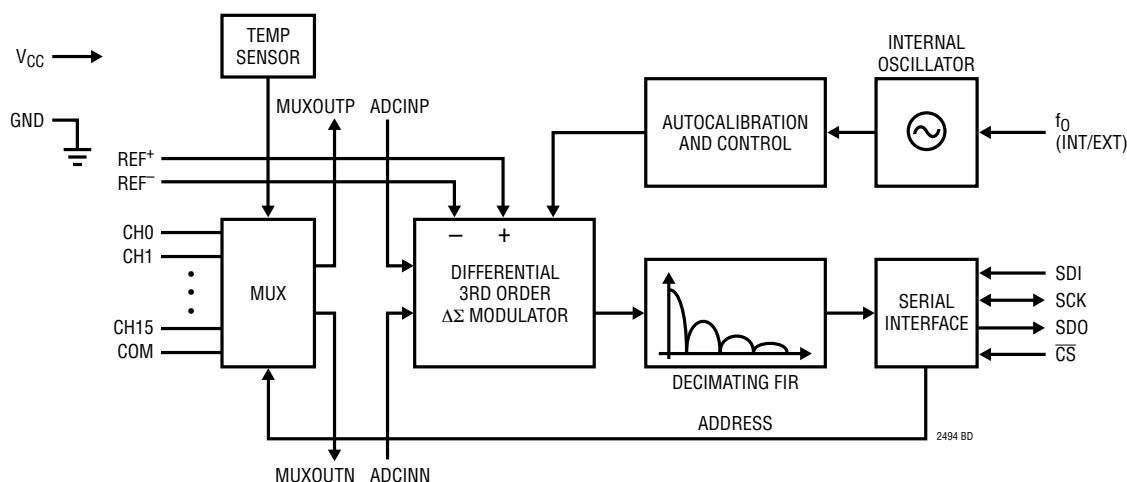 TEMP
SENSOR
INTERNAL
OSCILLATOR
VCC
MUXOUTP
ADCINP
GND
AUTOCALIBRATION
AND CONTROL
fO
(INT/EXT)
REF+
REF−
− +
CH0
CH1
CH15
COM
MUX
DIFFERENTIAL
3RD ORDER
ΔΣ MODULATOR
SERIAL
INTERFACE
SDI
SCK
SDO
CS
DECIMATING FIR
ADDRESS
2494 BD
MUXOUTN
ADCINN